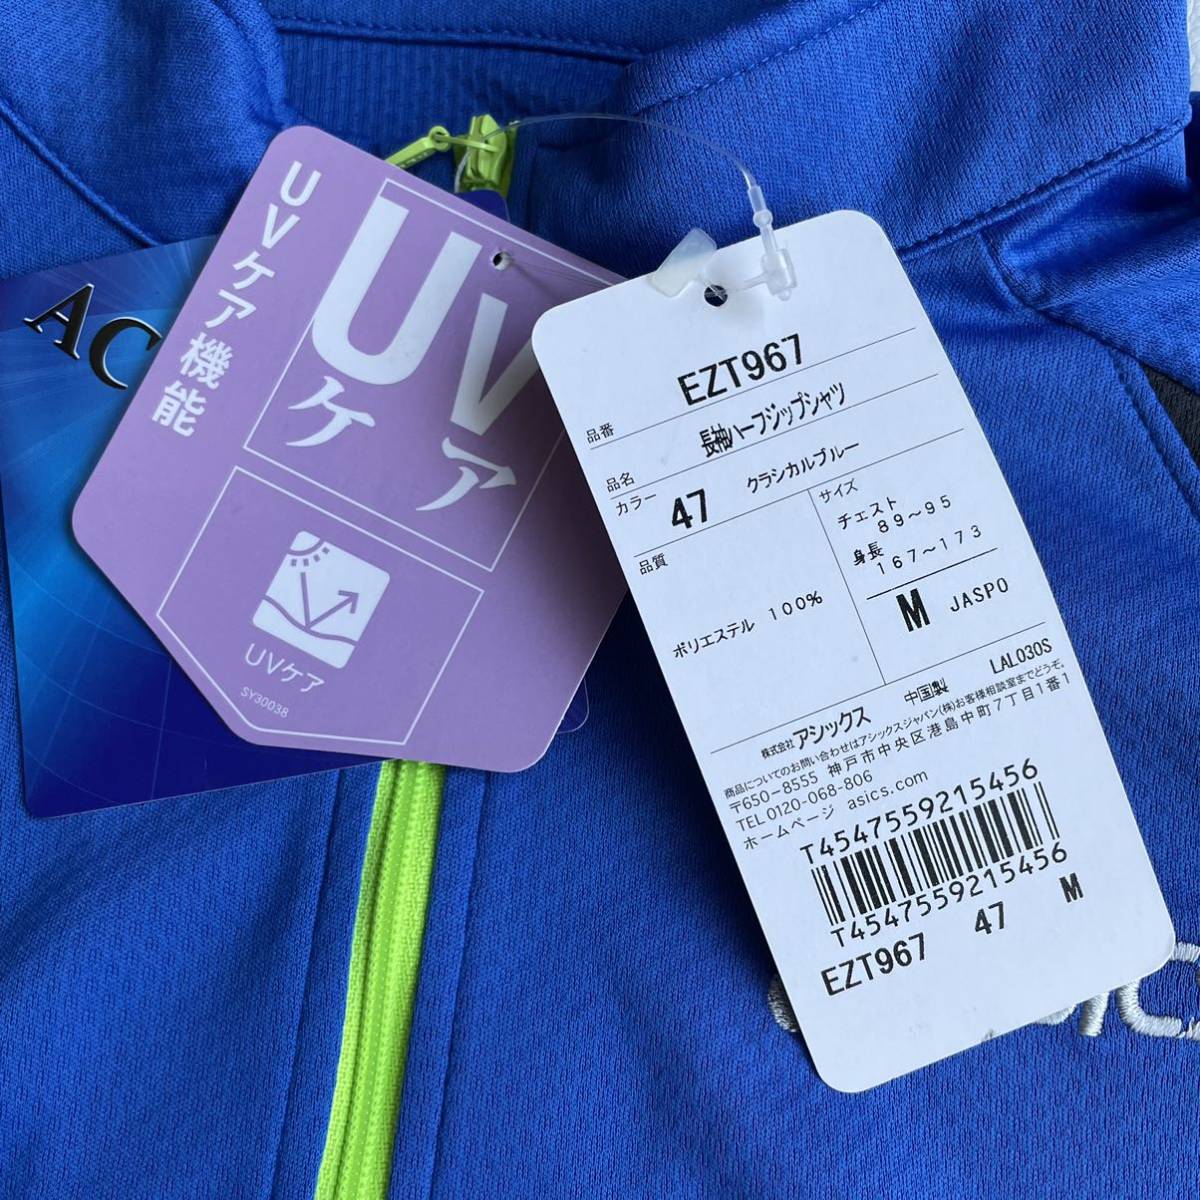 AC
UVケア機能
UV
ケア
UVケア
SY30038
EZT967
品番
長袖ハーフジップシャツ
品名
カラー 47 クラシカルブルー
サイズ
チェスト
89～95
身長
167～173
M JASPO
品質
ポリエステル 100%
LAL030S
株式会社アシックス 中国製
商品についてのお問い合わせはアシックスジャパン(株)お客様相談室までどうぞ。
〒650-8555 神戸市中央区港島中町7丁目1番1
TEL.0120-068-806
ホームページ asics.com
T4547559215456
T4547559215456
EZT967 47 M